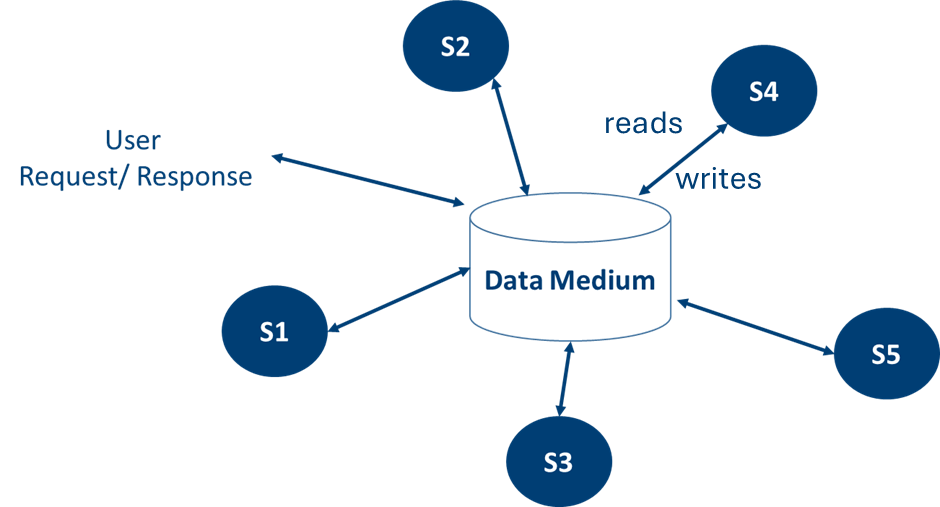 S2
S4
reads
User
Request/ Response
writes
Data Medium
S1
S5
S3